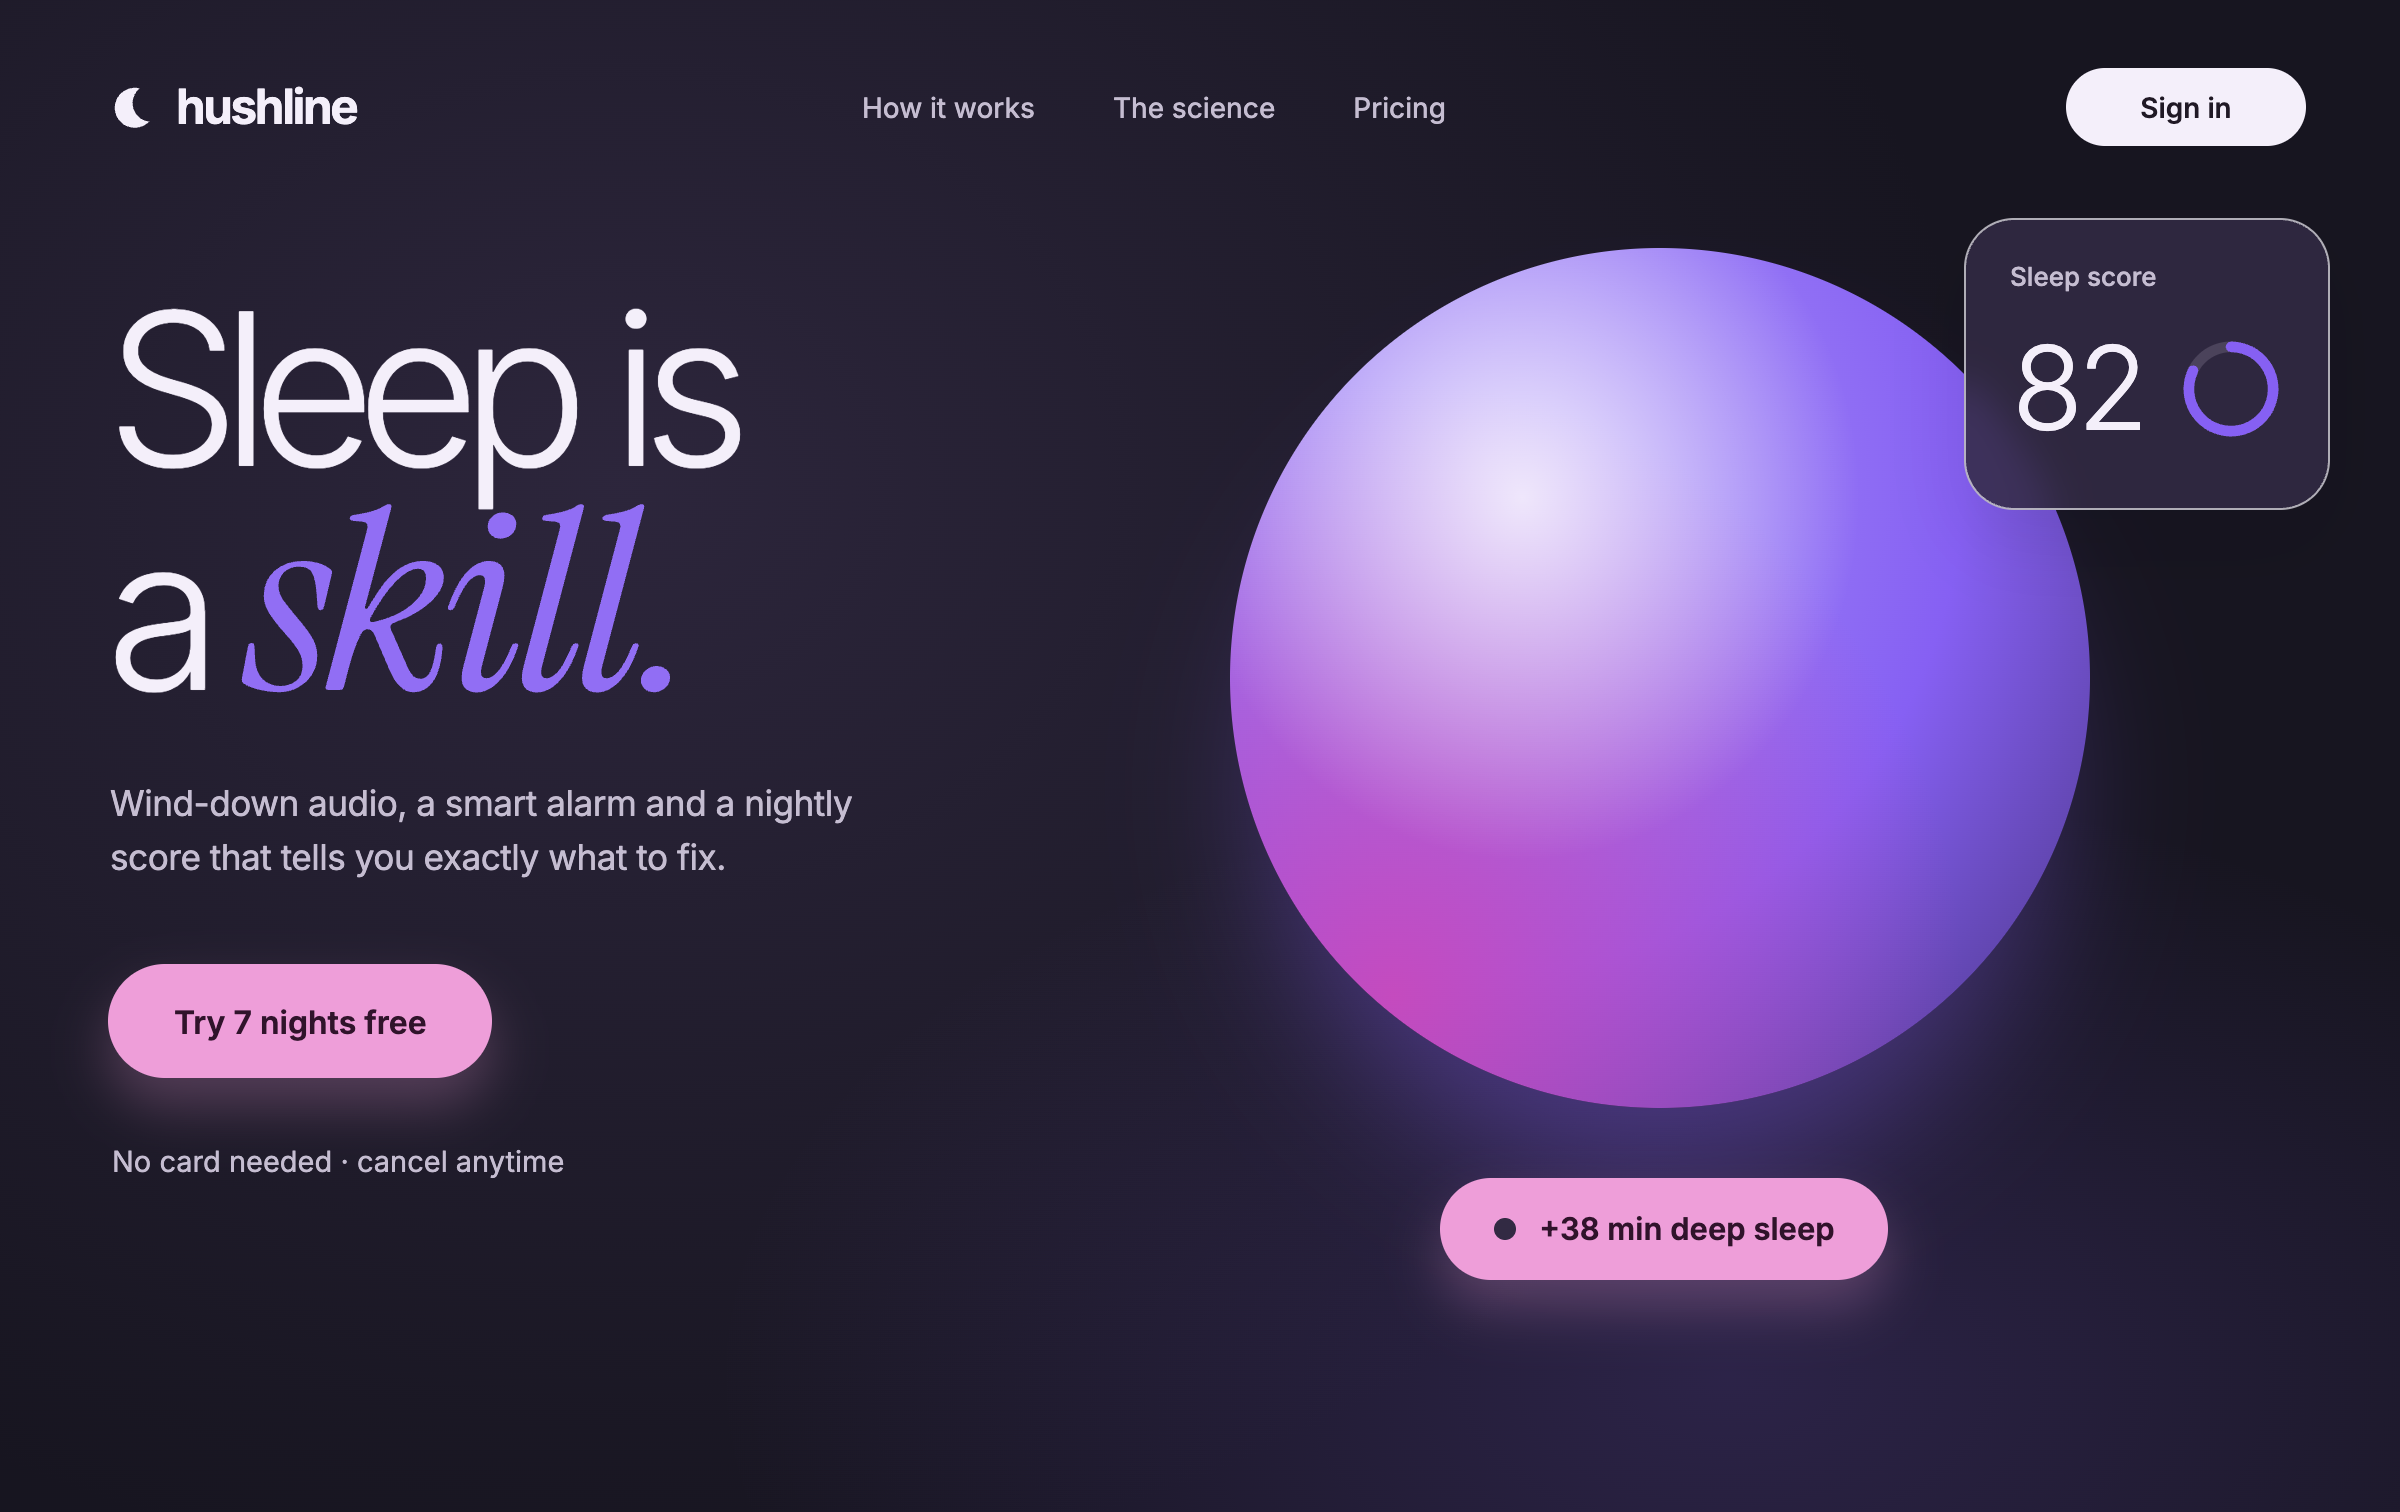 hushline
How it works
The science
Pricing
Sign in
Sleep is
a skill.
Wind-down audio, a smart alarm and a nightly
score that tells you exactly what to fix.
Try 7 nights free
No card needed · cancel anytime
Sleep score
82
+38 min deep sleep